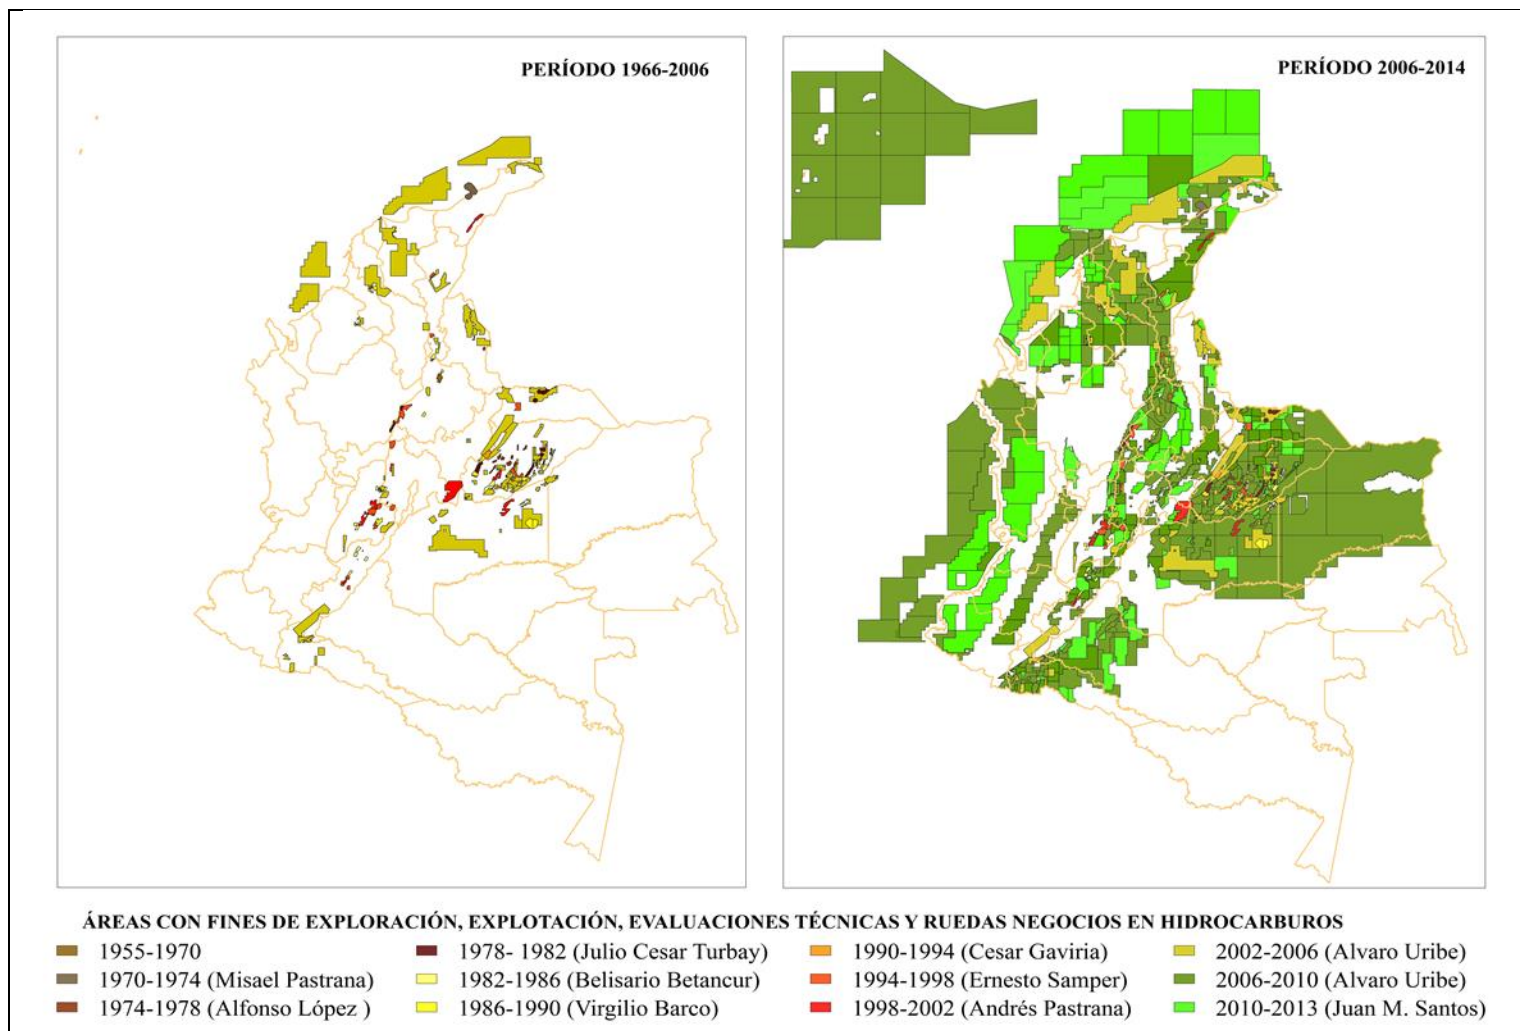 PERÍODO 1966-2006
PERÍODO 2006-2014
ÁREAS CON FINES DE EXPLORACIÓN, EXPLOTACIÓN, EVALUACIONES TÉCNICAS Y RUEDAS NEGOCIOS EN HIDROCARBUROS
1955-1970
1970-1974 (Misael Pastrana)
1974-1978 (Alfonso López )
1978- 1982 (Julio Cesar Turbay)
1982-1986 (Belisario Betancur)
1986-1990 (Virgilio Barco)
1990-1994 (Cesar Gaviria)
1994-1998 (Ernesto Samper)
1998-2002 (Andrés Pastrana)
2002-2006 (Alvaro Uribe)
2006-2010 (Alvaro Uribe)
2010-2013 (Juan M. Santos)